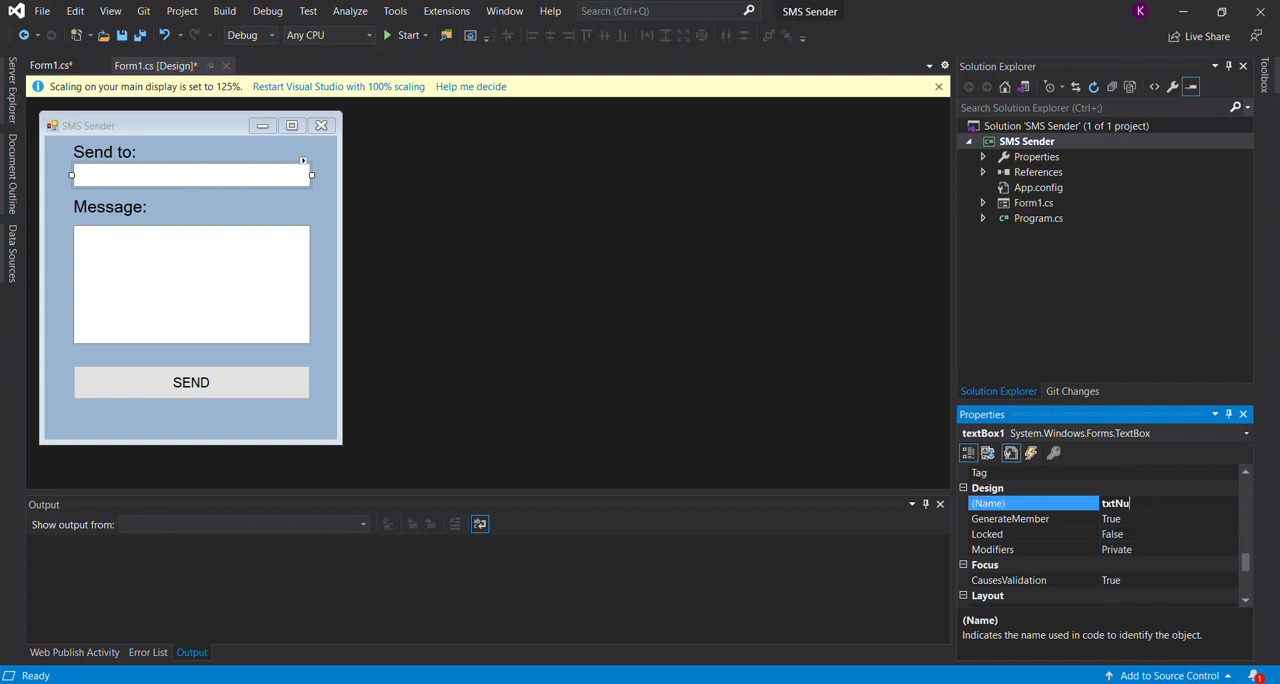 File Edit View Git Project Build Debug Test Analyze Tools Extensions Window Help Search (Ctrl+Q) SMS Sender K
Debug Any CPU Start Live Share
Form1.cs* Form1.cs [Design]*
Scaling on your main display is set to 125%. Restart Visual Studio with 100% scaling Help me decide
Server Explorer
Document Outline
Data Sources
SMS Sender
Send to:
Message:
SEND
Output
Show output from:
Web Publish Activity Error List Output
Solution Explorer
Search Solution Explorer (Ctrl+;)
Solution 'SMS Sender' (1 of 1 project)
SMS Sender
Properties
References
App.config
Form1.cs
Program.cs
Solution Explorer Git Changes
Properties
textBox1 System.Windows.Forms.TextBox
Tag
Design
(Name) txtNu
GenerateMember True
Locked False
Modifiers Private
Focus
CausesValidation True
Layout
(Name)
Indicates the name used in code to identify the object.
Toolbox
Ready Add to Source Control 1